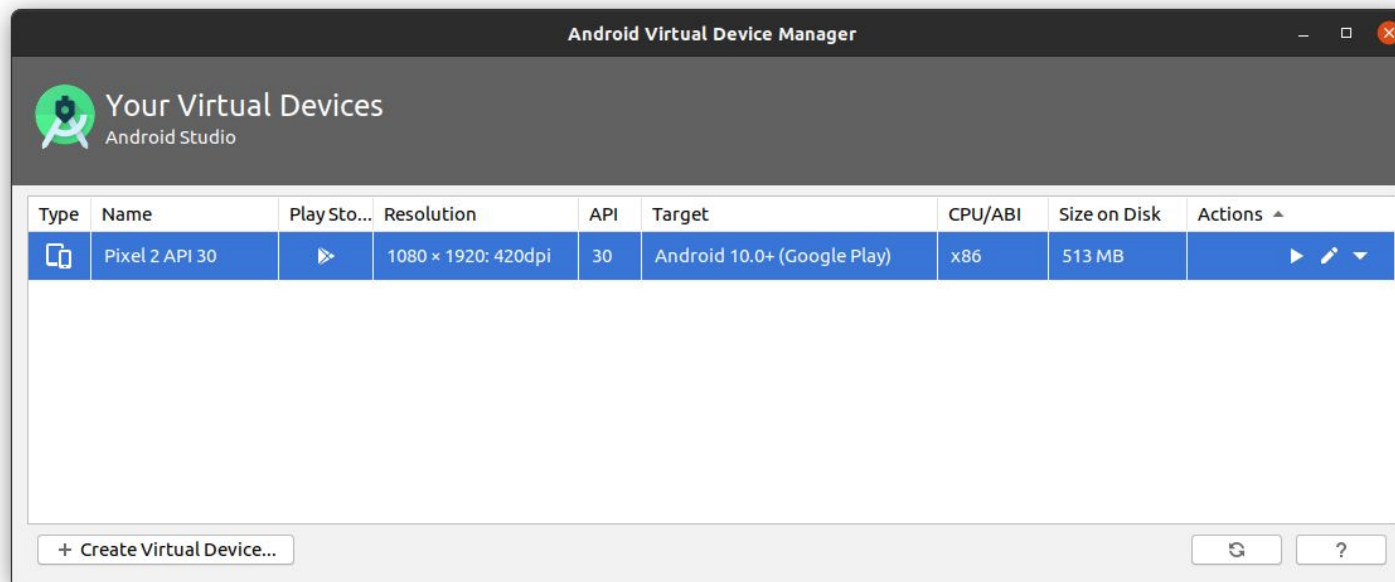 Android Virtual Device Manager
Your Virtual Devices
Android Studio
Type Name Play Sto... Resolution API Target CPU/ABI Size on Disk Actions
Pixel 2 API 30 1080 × 1920: 420dpi 30 Android 10.0+ (Google Play) x86 513 MB
+ Create Virtual Device... ?